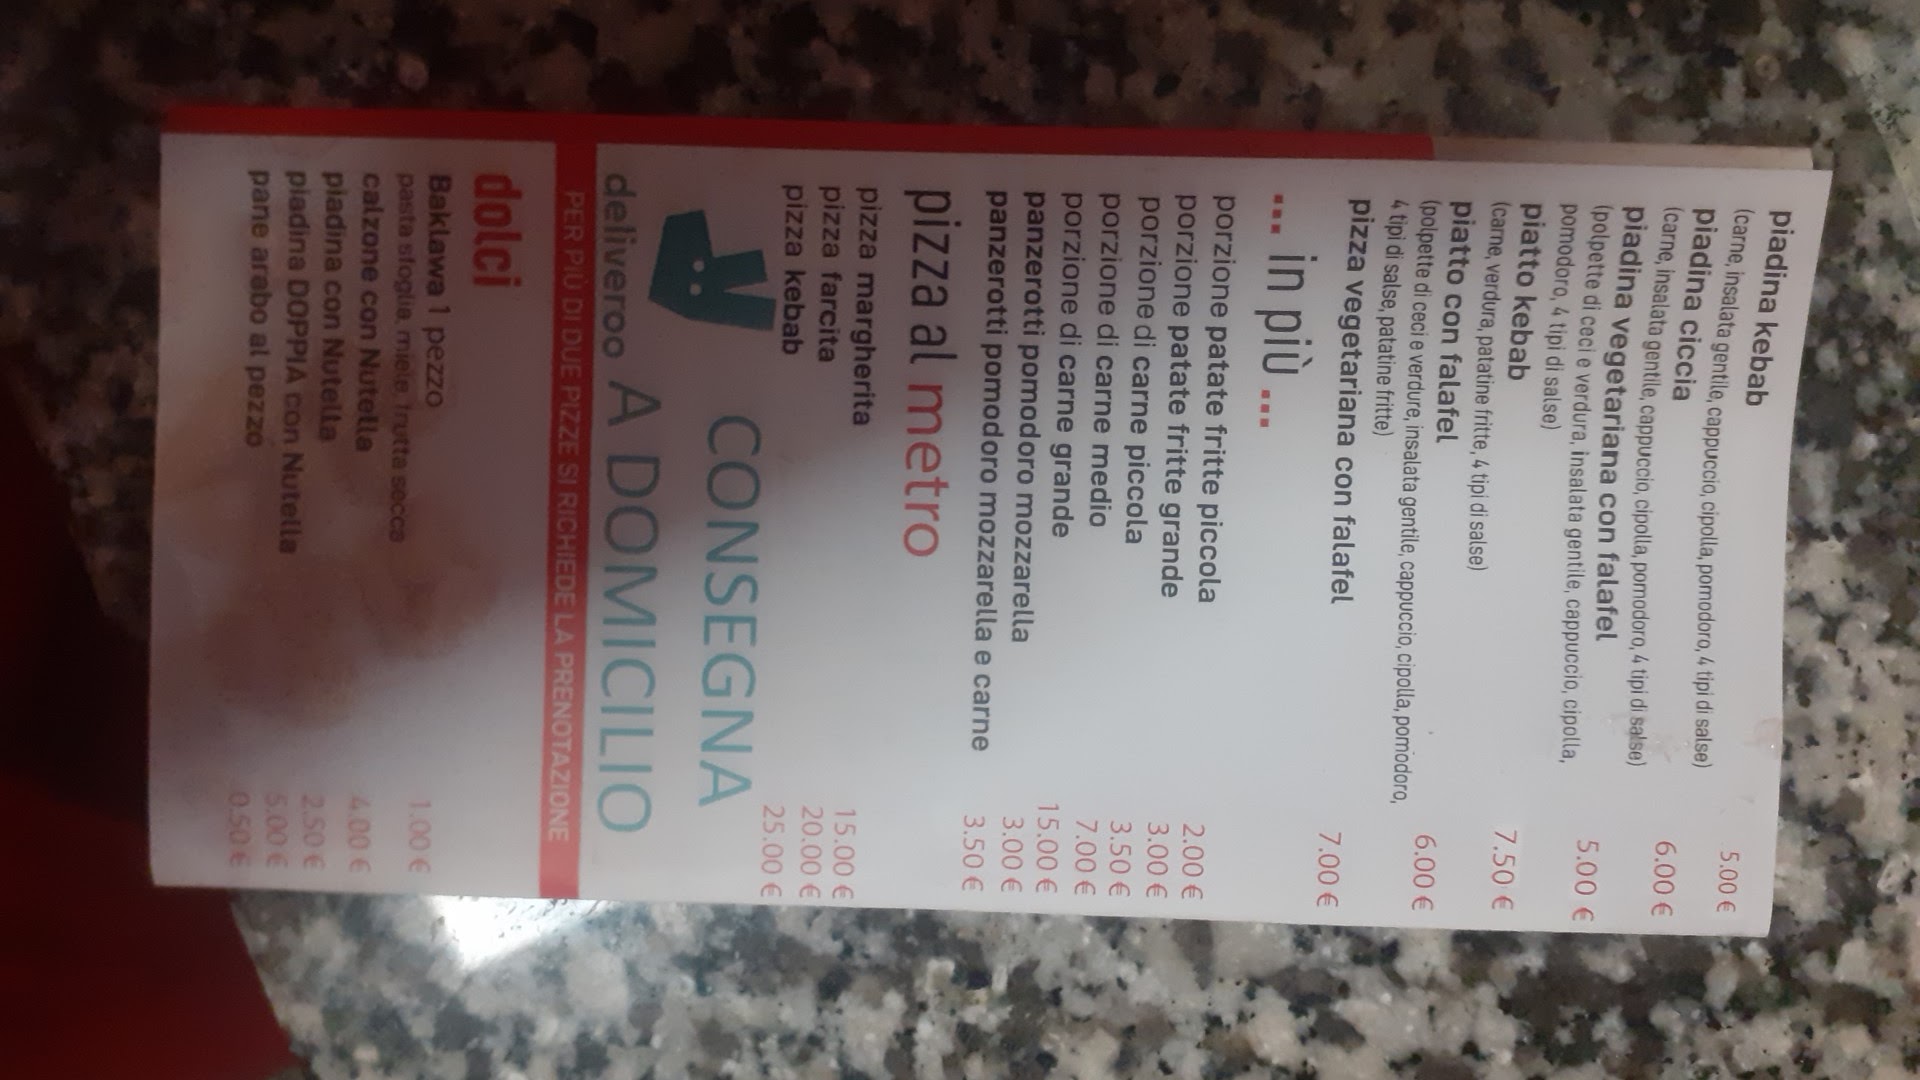 piadina kebab
(carne, insalata gentile, cappuccio, cipolla, pomodoro, 4 tipi di salse) 5.00 €
piadina ciccia
(carne, insalata gentile, cappuccio, cipolla, pomodoro, 4 tipi di salse) 6.00 €
piadina vegetariana con falafel
(polpette di ceci e verdura, insalata gentile, cappuccio, cipolla,
pomodoro, 4 tipi di salse) 5.00 €
piatto kebab
(carne, verdura, patatine fritte, 4 tipi di salse) 7.50 €
piatto con falafel
(polpette di ceci e verdure, insalata gentile, cappuccio, cipolla, pomodoro,
4 tipi di salse, patatine fritte) 6.00 €
pizza vegetariana con falafel 7.00 €
... in più ...
porzione patate fritte piccola 2.00 €
porzione patate fritte grande 3.00 €
porzione di carne piccola 3.50 €
porzione di carne medio 7.00 €
porzione di carne grande 15.00 €
panzerotti pomodoro mozzarella 3.00 €
panzerotti pomodoro mozzarella e carne 3.50 €
pizza al metro
pizza margherita 15.00 €
pizza farcita 20.00 €
pizza kebab 25.00 €
CONSEGNA
deliveroo A DOMICILIO
PER PIÙ DI DUE PIZZE SI RICHIEDE LA PRENOTAZIONE
dolci
Baklawa 1 pezzo
pasta sfoglia, miele, frutta secca 1.00 €
calzone con Nutella 4.00 €
piadina con Nutella 2.50 €
piadina DOPPIA con Nutella 5.00 €
pane arabo al pezzo 0.50 €